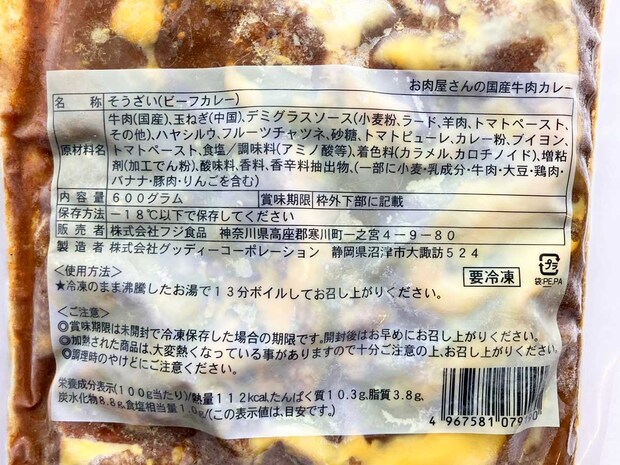 お肉屋さんの国産牛肉カレー
名 称 そうざい(ビーフカレー)
原材料名 牛肉(国産)、玉ねぎ(中国)、デミグラスソース(小麦粉、ラード、羊肉、トマトペースト、
その他)、ハヤシルウ、フルーツチャツネ、砂糖、トマトピューレ、カレー粉、ブイヨン、
トマトペースト、食塩/調味料(アミノ酸等)、着色料(カラメル、カロチノイド)、増粘
剤(加工でん粉)、酸味料、香料、香辛料抽出物、(一部に小麦・乳成分・牛肉・大豆・鶏肉・
バナナ・豚肉・りんごを含む)
内 容 量 600グラム 賞味期限 枠外下部に記載
保存方法 −18℃以下で保存してください
販 売 者 株式会社フジ食品 神奈川県高座郡寒川町一之宮4-9-80
製 造 者 株式会社グッディーコーポレーション 静岡県沼津市大諏訪524
<使用方法>
★冷凍のまま沸騰したお湯で13分ボイルしてお召し上がりください。
要冷凍
プラ
袋:PE,PA
<ご注意>
◎賞味期限は未開封で冷凍保存した場合の期限です。開封後はお早めにお召し上がりください。
◎加熱された商品は、大変熱くなっている事がありますので十分ご注意の上、お召し上がりください。
◎調理時のやけどにご注意ください。
栄養成分表示(100g当たり)/熱量112kcal、たんぱく質10.3g、脂質3.8g、
炭水化物8.8g、食塩相当量1.0g/(この表示値は、目安です。)
4 967581 079